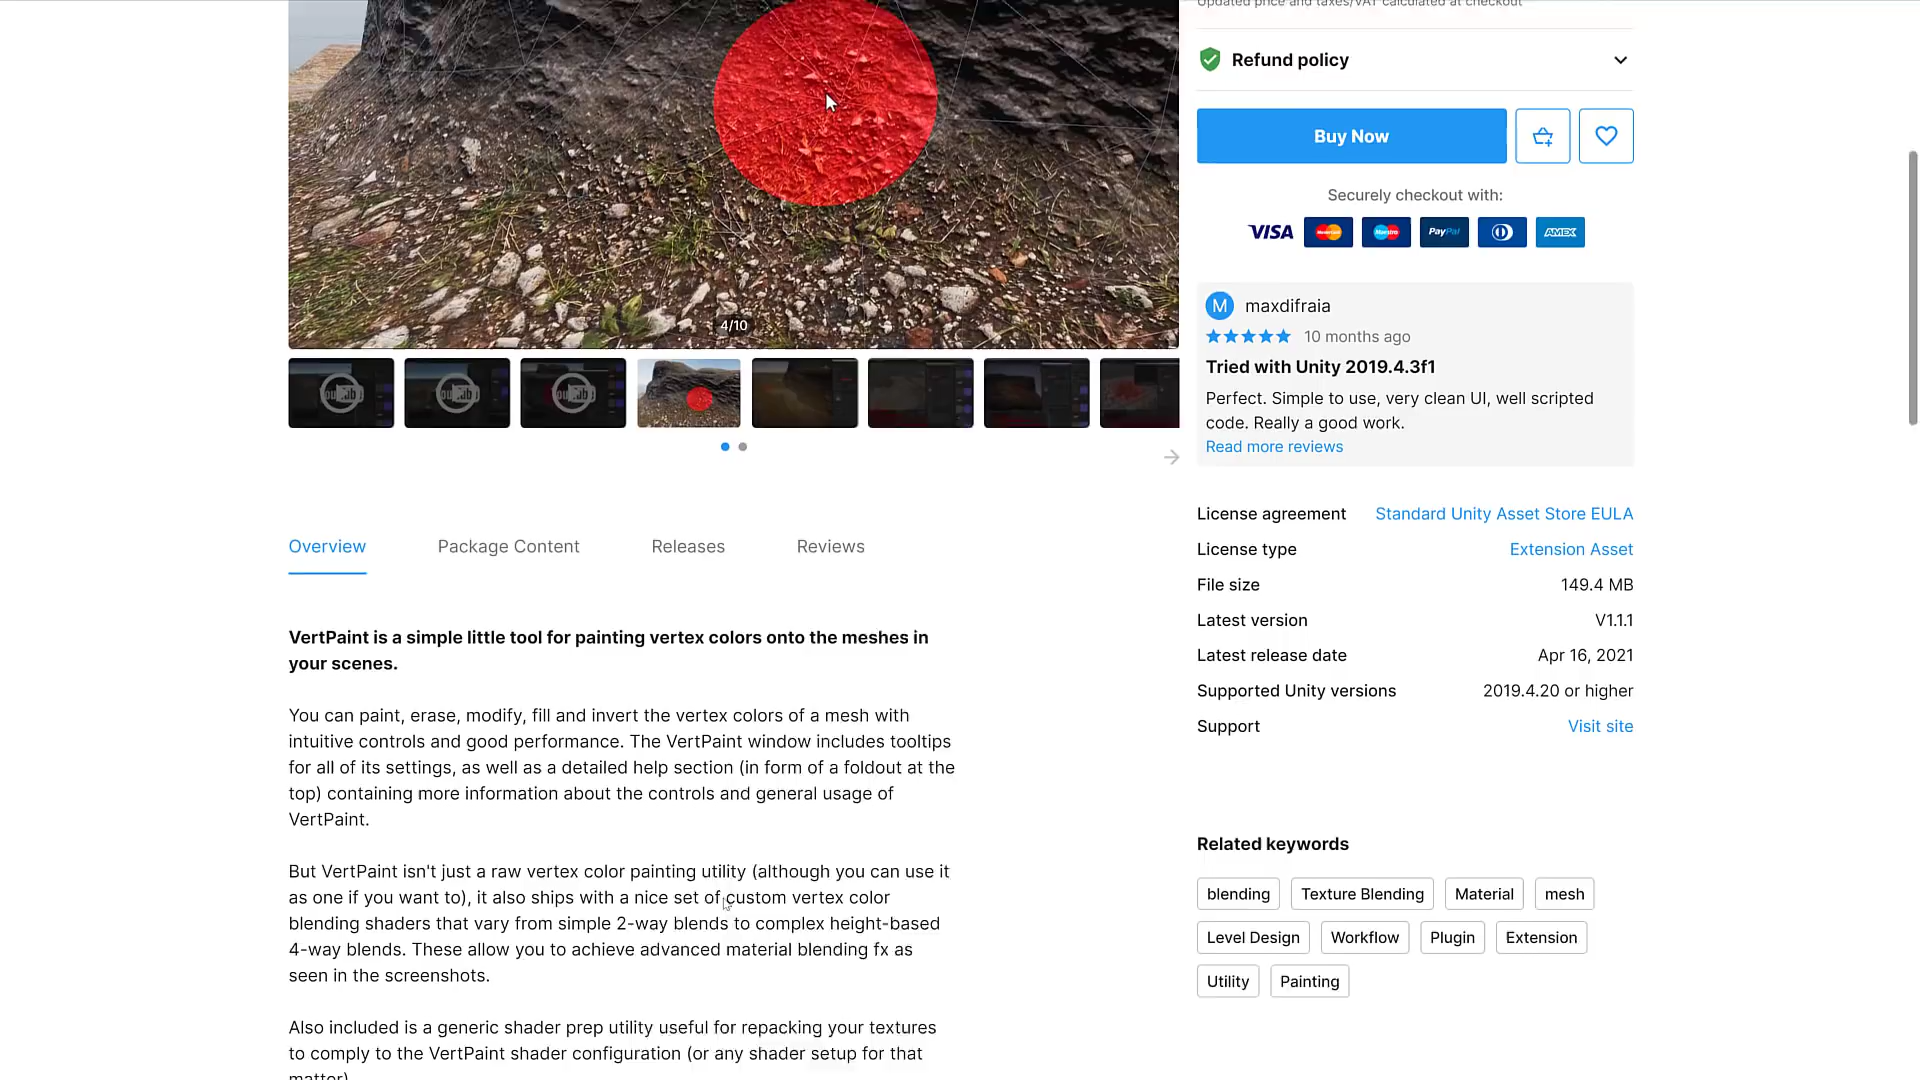 Updated price and taxes/VAT calculated at checkout
Refund policy
Buy Now
Securely checkout with:
VISA
PayPal
AMEX
4/10
M maxdifraia
10 months ago
Tried with Unity 2019.4.3f1
Perfect. Simple to use, very clean UI, well scripted
code. Really a good work.
Read more reviews
License agreement Standard Unity Asset Store EULA
License type Extension Asset
File size 149.4 MB
Latest version V1.1.1
Latest release date Apr 16, 2021
Supported Unity versions 2019.4.20 or higher
Support Visit site
Related keywords
blending Texture Blending Material mesh
Level Design Workflow Plugin Extension
Utility Painting
Overview Package Content Releases Reviews
VertPaint is a simple little tool for painting vertex colors onto the meshes in
your scenes.
You can paint, erase, modify, fill and invert the vertex colors of a mesh with
intuitive controls and good performance. The VertPaint window includes tooltips
for all of its settings, as well as a detailed help section (in form of a foldout at the
top) containing more information about the controls and general usage of
VertPaint.
But VertPaint isn't just a raw vertex color painting utility (although you can use it
as one if you want to), it also ships with a nice set of custom vertex color
blending shaders that vary from simple 2-way blends to complex height-based
4-way blends. These allow you to achieve advanced material blending fx as
seen in the screenshots.
Also included is a generic shader prep utility useful for repacking your textures
to comply to the VertPaint shader configuration (or any shader setup for that
matter)